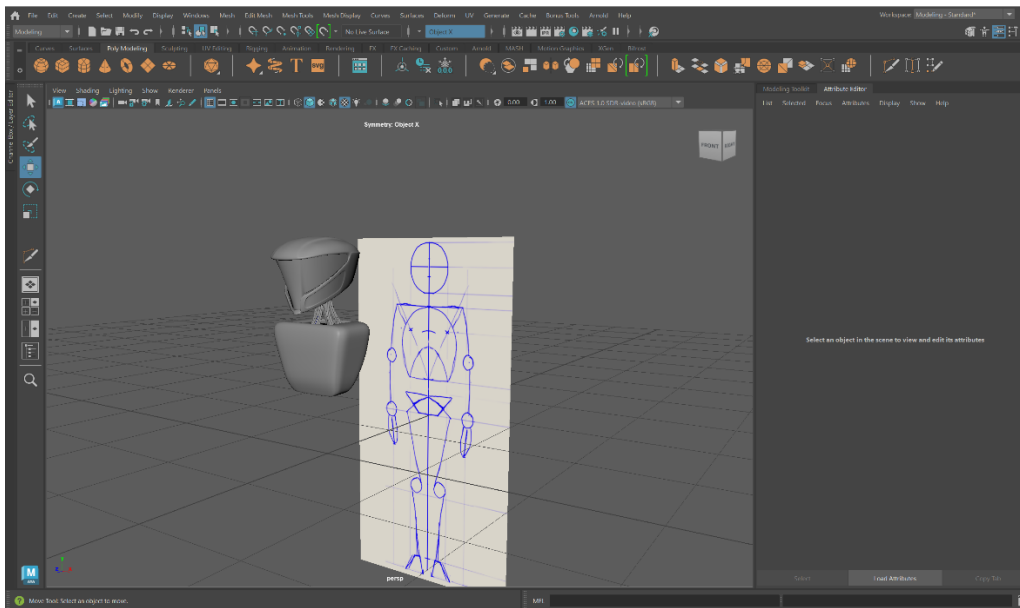 File Edit Create Select Modify Display Windows Mesh Edit Mesh Mesh Tools Mesh Display Curves Surfaces Deform UV Generate Cache Bonus Tools Arnold Help Workspace: Modeling - Standard*
Modeling No Live Surface Object X
Curves Surfaces Poly Modeling Sculpting UV Editing Rigging Animation Rendering FX FX Caching Custom Arnold MASH Motion Graphics XGen Bifrost
SVG
View Shading Lighting Show Renderer Panels
Modeling Toolkit Attribute Editor
0.00 1.00 ACES 1.0 SDR-video (sRGB)
List Selected Focus Attributes Display Show Help
Channel Box / Layer Editor
Symmetry: Object X
FRONT
Select an object in the scene to view and edit its attributes
persp
M
Select Load Attributes Copy Tab
Move Tool: Select an object to move. MEL